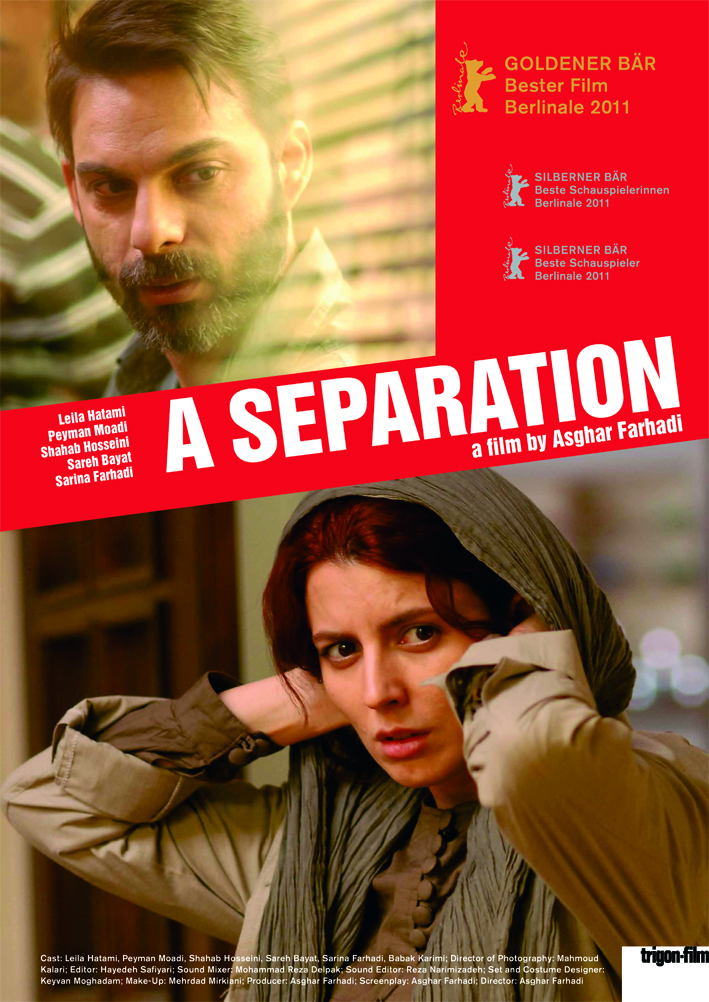 Berlinale
GOLDENER BÄR
Bester Film
Berlinale 2011
Berlinale
SILBERNER BÄR
Beste Schauspielerinnen
Berlinale 2011
Berlinale
SILBERNER BÄR
Beste Schauspieler
Berlinale 2011
Leila Hatami
Peyman Moadi
Shahab Hosseini
Sareh Bayat
Sarina Farhadi
A SEPARATION
a film by Asghar Farhadi
Cast: Leila Hatami, Peyman Moadi, Shahab Hosseini, Sareh Bayat, Sarina Farhadi, Babak Karimi; Director of Photography: Mahmoud
Kalari; Editor: Hayedeh Safiyari; Sound Mixer: Mohammad Reza Delpak; Sound Editor: Reza Narimizadeh; Set and Costume Designer:
Keyvan Moghadam; Make-Up: Mehrdad Mirkiani; Producer: Asghar Farhadi; Screenplay: Asghar Farhadi; Director: Asghar Farhadi
trigon-film